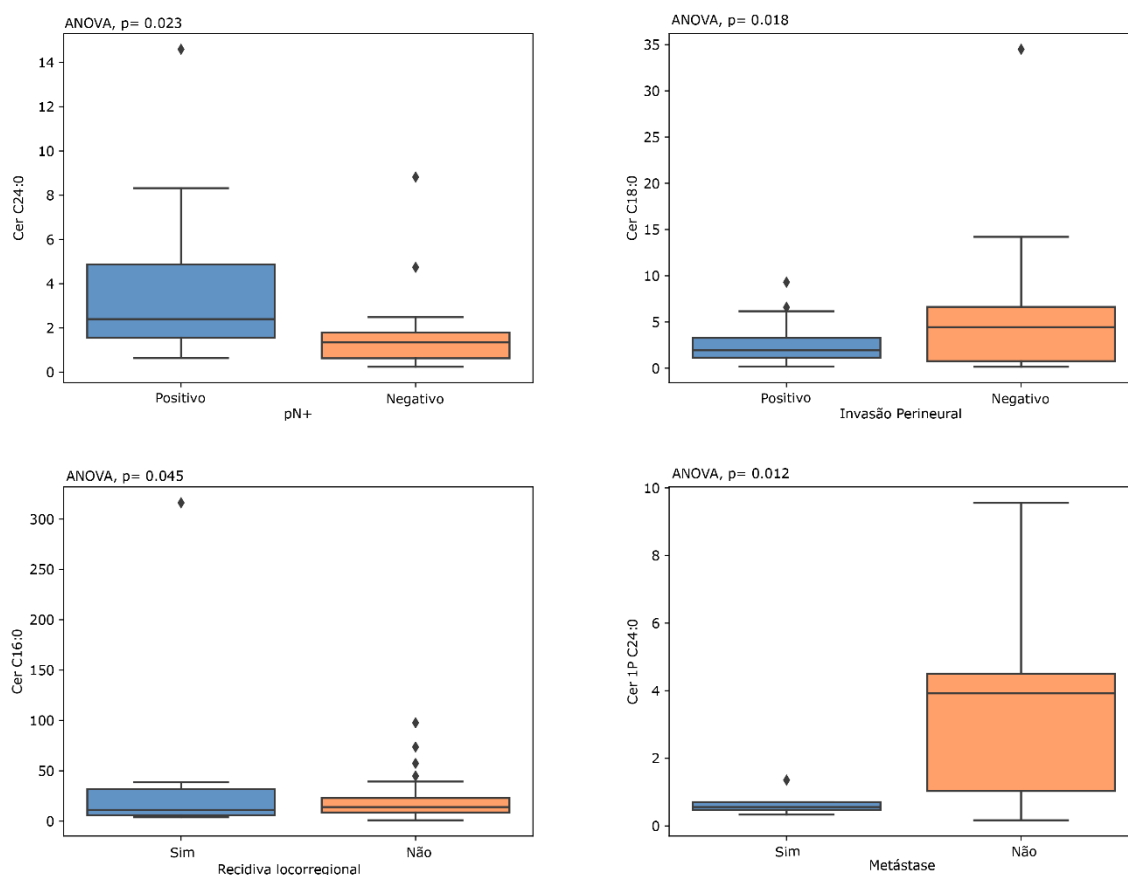 ANOVA, p= 0.023
14
12
10
8
6
4
2
0
Cer C24:0
Positivo
Negativo
pN+
ANOVA, p= 0.018
35
30
25
20
15
10
5
0
Cer C18:0
Positivo
Negativo
Invasão Perineural
ANOVA, p= 0.045
300
250
200
150
100
50
0
Cer C16:0
Sim
Não
Recidiva locorregional
ANOVA, p= 0.012
10
8
6
4
2
0
Cer 1P C24:0
Sim
Não
Metástase